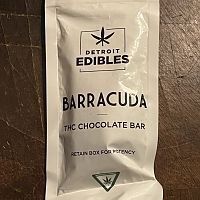 DETROIT
EDIBLES
BARRACUDA
THC CHOCOLATE BAR
RETAIN BOX FOR POTENCY